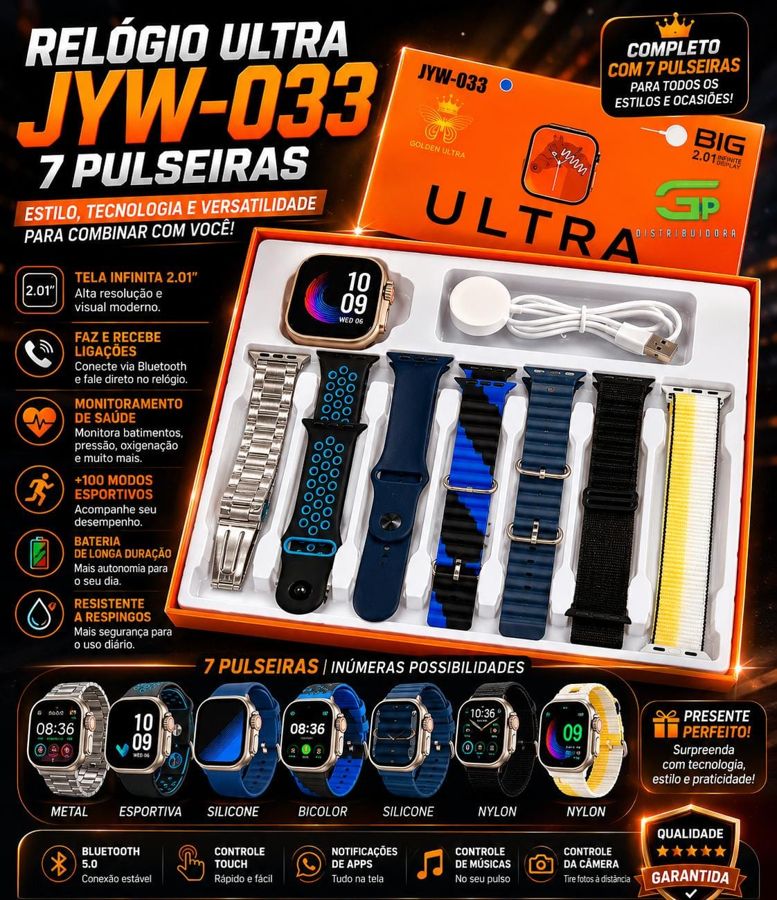 RELÓGIO ULTRA
JYW-033
7 PULSEIRAS
ESTILO, TECNOLOGIA E VERSATILIDADE
PARA COMBINAR COM VOCÊ!
COMPLETO
COM 7 PULSEIRAS
PARA TODOS OS
ESTILOS E OCASIÕES!
JYW-033
GOLDEN ULTRA
BIG
2.01 INFINITE
DISPLAY
ULTRA
GP
DISTRIBUIDORA
2.01"
TELA INFINITA 2.01"
Alta resolução e
visual moderno.
FAZ E RECEBE
LIGAÇÕES
Conecte via Bluetooth
e fale direto no relógio.
MONITORAMENTO
DE SAÚDE
Monitora batimentos,
pressão, oxigenação
e muito mais.
+100 MODOS
ESPORTIVOS
Acompanhe seu
desempenho.
BATERIA
DE LONGA DURAÇÃO
Mais autonomia para
o seu dia.
RESISTENTE
A RESPINGOS
Mais segurança para
o uso diário.
10
09
WED 06
7 PULSEIRAS | INÚMERAS POSSIBILIDADES
08:36
10
09
08:36
10:36
09
METAL
ESPORTIVA
SILICONE
BICOLOR
SILICONE
NYLON
NYLON
PRESENTE
PERFEITO!
Surpreenda
com tecnologia,
estilo e praticidade!
BLUETOOTH
5.0
Conexão estável
CONTROLE
TOUCH
Rápido e fácil
NOTIFICAÇÕES
DE APPS
Tudo na tela
CONTROLE
DE MÚSICAS
No seu pulso
CONTROLE
DA CÂMERA
Tire fotos à distância
QUALIDADE
GARANTIDA